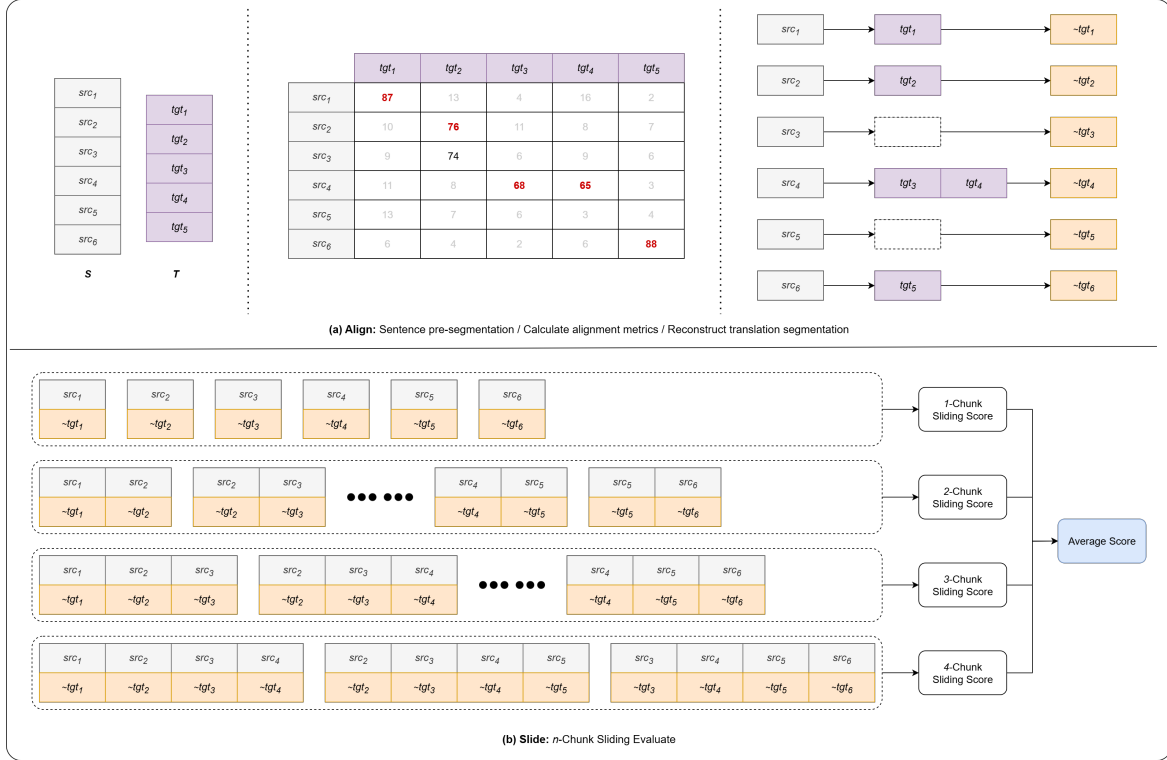 src1
src2
src3
src4
src5
src6
S
tgt1
tgt2
tgt3
tgt4
tgt5
T
tgt1 tgt2 tgt3 tgt4 tgt5
src1 87 13 4 16 2
src2 10 76 11 8 7
src3 9 74 6 9 6
src4 11 8 68 65 3
src5 13 7 6 3 4
src6 6 4 2 6 88
src1 tgt1 ~tgt1
src2 tgt2 ~tgt2
src3 ~tgt3
src4 tgt3 tgt4 ~tgt4
src5 ~tgt5
src6 tgt5 ~tgt6
(a) Align: Sentence pre-segmentation / Calculate alignment metrics / Reconstruct translation segmentation
src1 src2 src3 src4 src5 src6
~tgt1 ~tgt2 ~tgt3 ~tgt4 ~tgt5 ~tgt6
1-Chunk
Sliding Score
src1 src2 src2 src3 src4 src5 src5 src6
~tgt1 ~tgt2 ~tgt2 ~tgt3 ~tgt4 ~tgt5 ~tgt5 ~tgt6
2-Chunk
Sliding Score
src1 src2 src3 src2 src3 src4 src4 src5 src6
~tgt1 ~tgt2 ~tgt3 ~tgt2 ~tgt3 ~tgt4 ~tgt4 ~tgt5 ~tgt6
3-Chunk
Sliding Score
src1 src2 src3 src4 src2 src3 src4 src5 src3 src4 src5 src6
~tgt1 ~tgt2 ~tgt3 ~tgt4 ~tgt2 ~tgt3 ~tgt4 ~tgt5 ~tgt3 ~tgt4 ~tgt5 ~tgt6
4-Chunk
Sliding Score
Average Score
(b) Slide: n-Chunk Sliding Evaluate